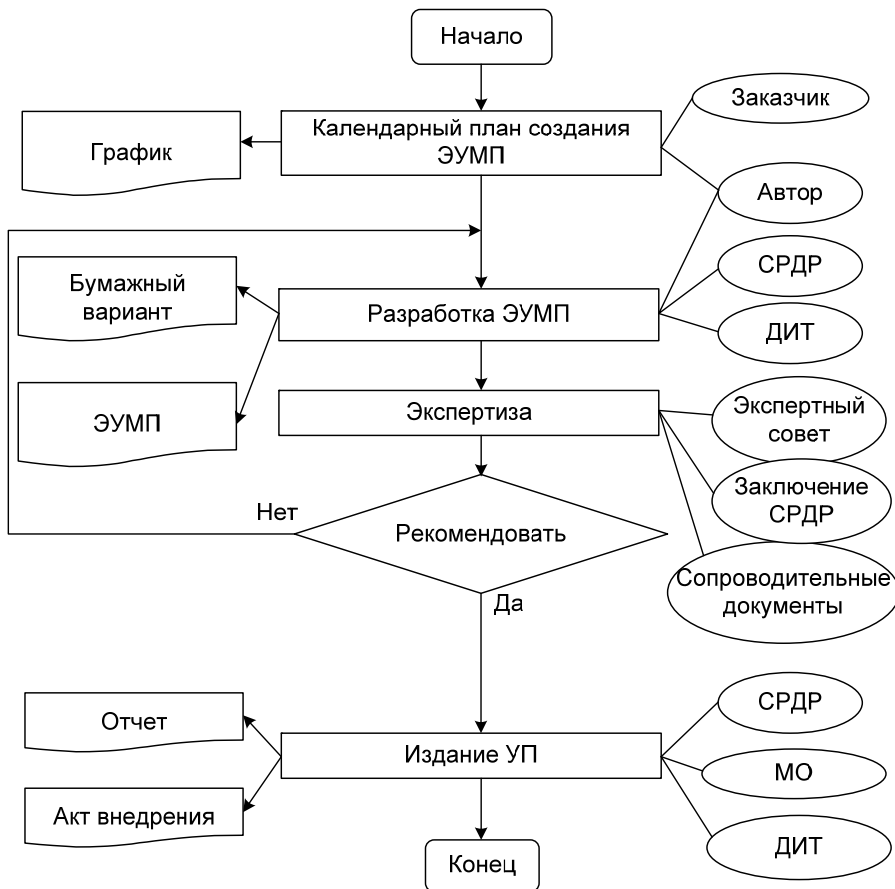 Начало
Календарный план создания
ЭУМП
График
Заказчик
Автор
СРДР
ДИТ
Бумажный
вариант
Разработка ЭУМП
ЭУМП
Экспертиза
Экспертный
совет
Заключение
СРДР
Сопроводительные
документы
Нет
Рекомендовать
Да
Отчет
Издание УП
Акт внедрения
СРДР
МО
ДИТ
Конец